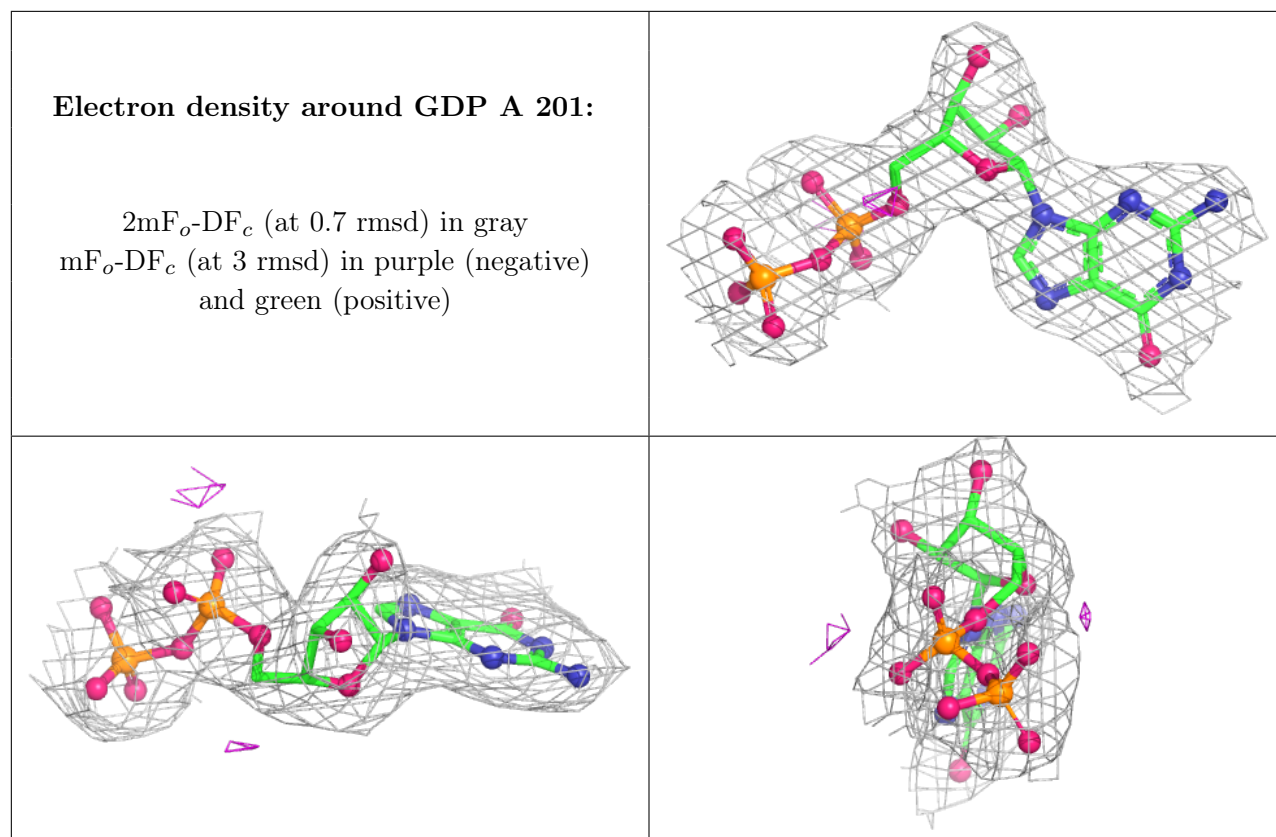 Electron density around GDP A 201:
2mFₒ-DF𝒸 (at 0.7 rmsd) in gray
mFₒ-DF𝒸 (at 3 rmsd) in purple (negative)
and green (positive)